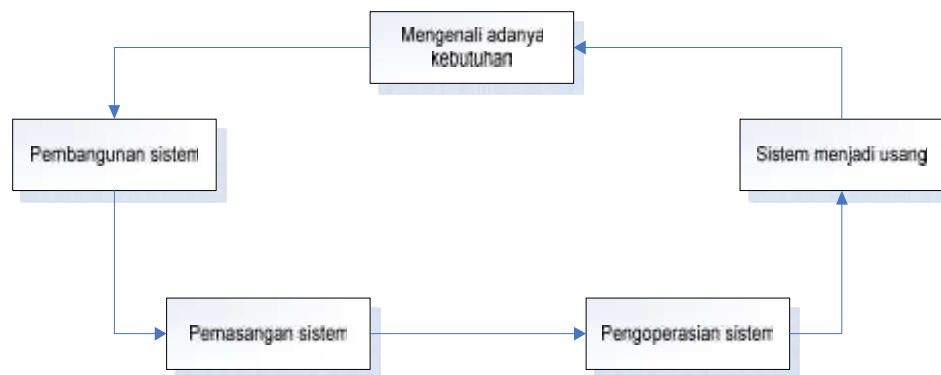 Mengenali adanya
kebutuhan
Pembangunan sistem
Sistem menjadi usang
Pemasangan sistem
Pengoperasian sistem